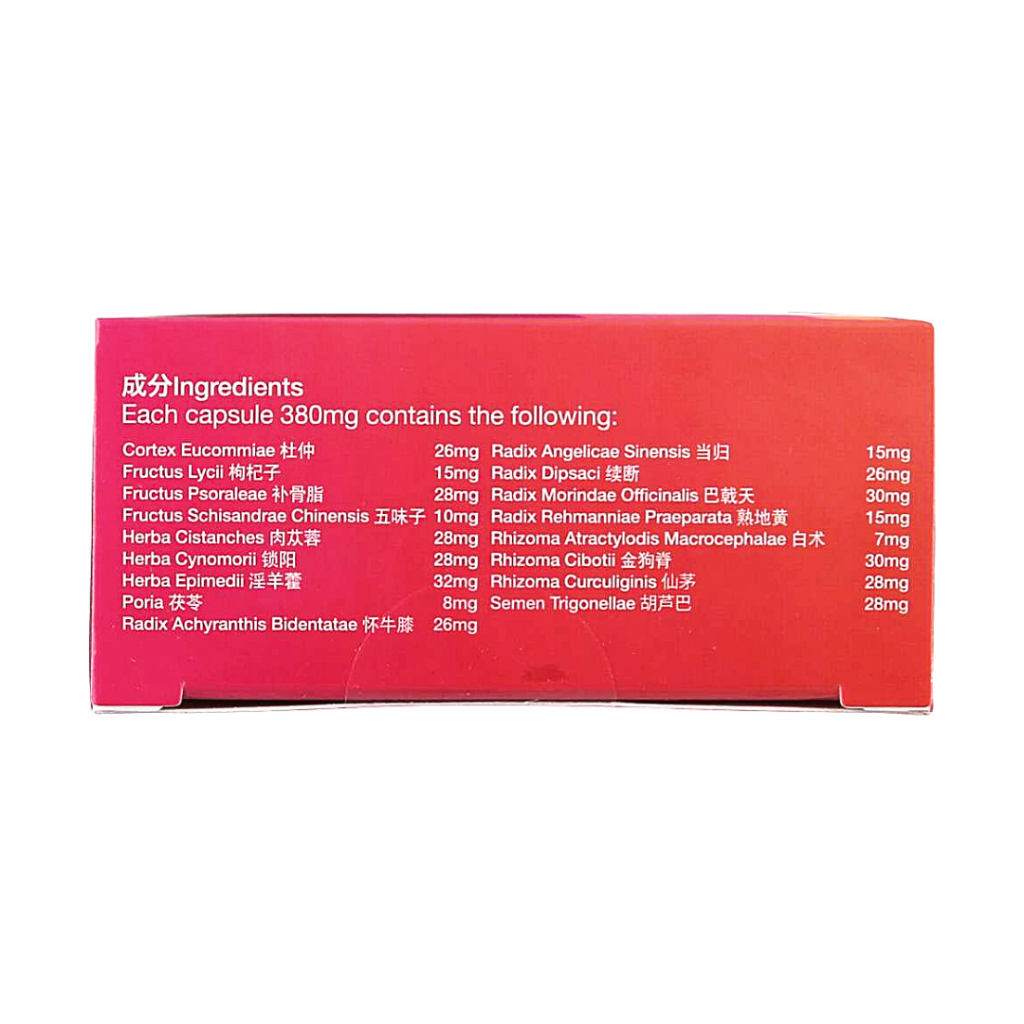 成分Ingredients
Each capsule 380mg contains the following:
Cortex Eucommiae 杜仲 26mg
Fructus Lycii 枸杞子 15mg
Fructus Psoraleae 补骨脂 28mg
Fructus Schisandrae Chinensis 五味子 10mg
Herba Cistanches 肉苁蓉 28mg
Herba Cynomorii 锁阳 28mg
Herba Epimedii 淫羊藿 32mg
Poria 茯苓 8mg
Radix Achyranthis Bidentatae 怀牛膝 26mg
Radix Angelicae Sinensis 当归 15mg
Radix Dipsaci 续断 26mg
Radix Morindae Officinalis 巴戟天 30mg
Radix Rehmanniae Praeparata 熟地黄 15mg
Rhizoma Atractylodis Macrocephalae 白术 7mg
Rhizoma Cibotii 金狗脊 30mg
Rhizoma Curculiginis 仙茅 28mg
Semen Trigonellae 胡芦巴 28mg